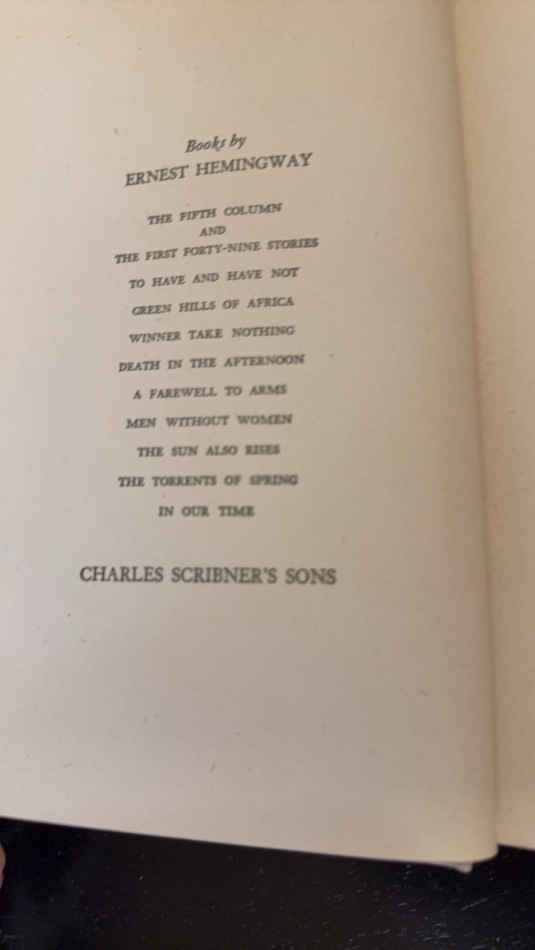 Books by
ERNEST HEMINGWAY
THE FIFTH COLUMN
AND
THE FIRST FORTY-NINE STORIES
TO HAVE AND HAVE NOT
GREEN HILLS OF AFRICA
WINNER TAKE NOTHING
DEATH IN THE AFTERNOON
A FAREWELL TO ARMS
MEN WITHOUT WOMEN
THE SUN ALSO RISES
THE TORRENTS OF SPRING
IN OUR TIME
CHARLES SCRIBNER'S SONS